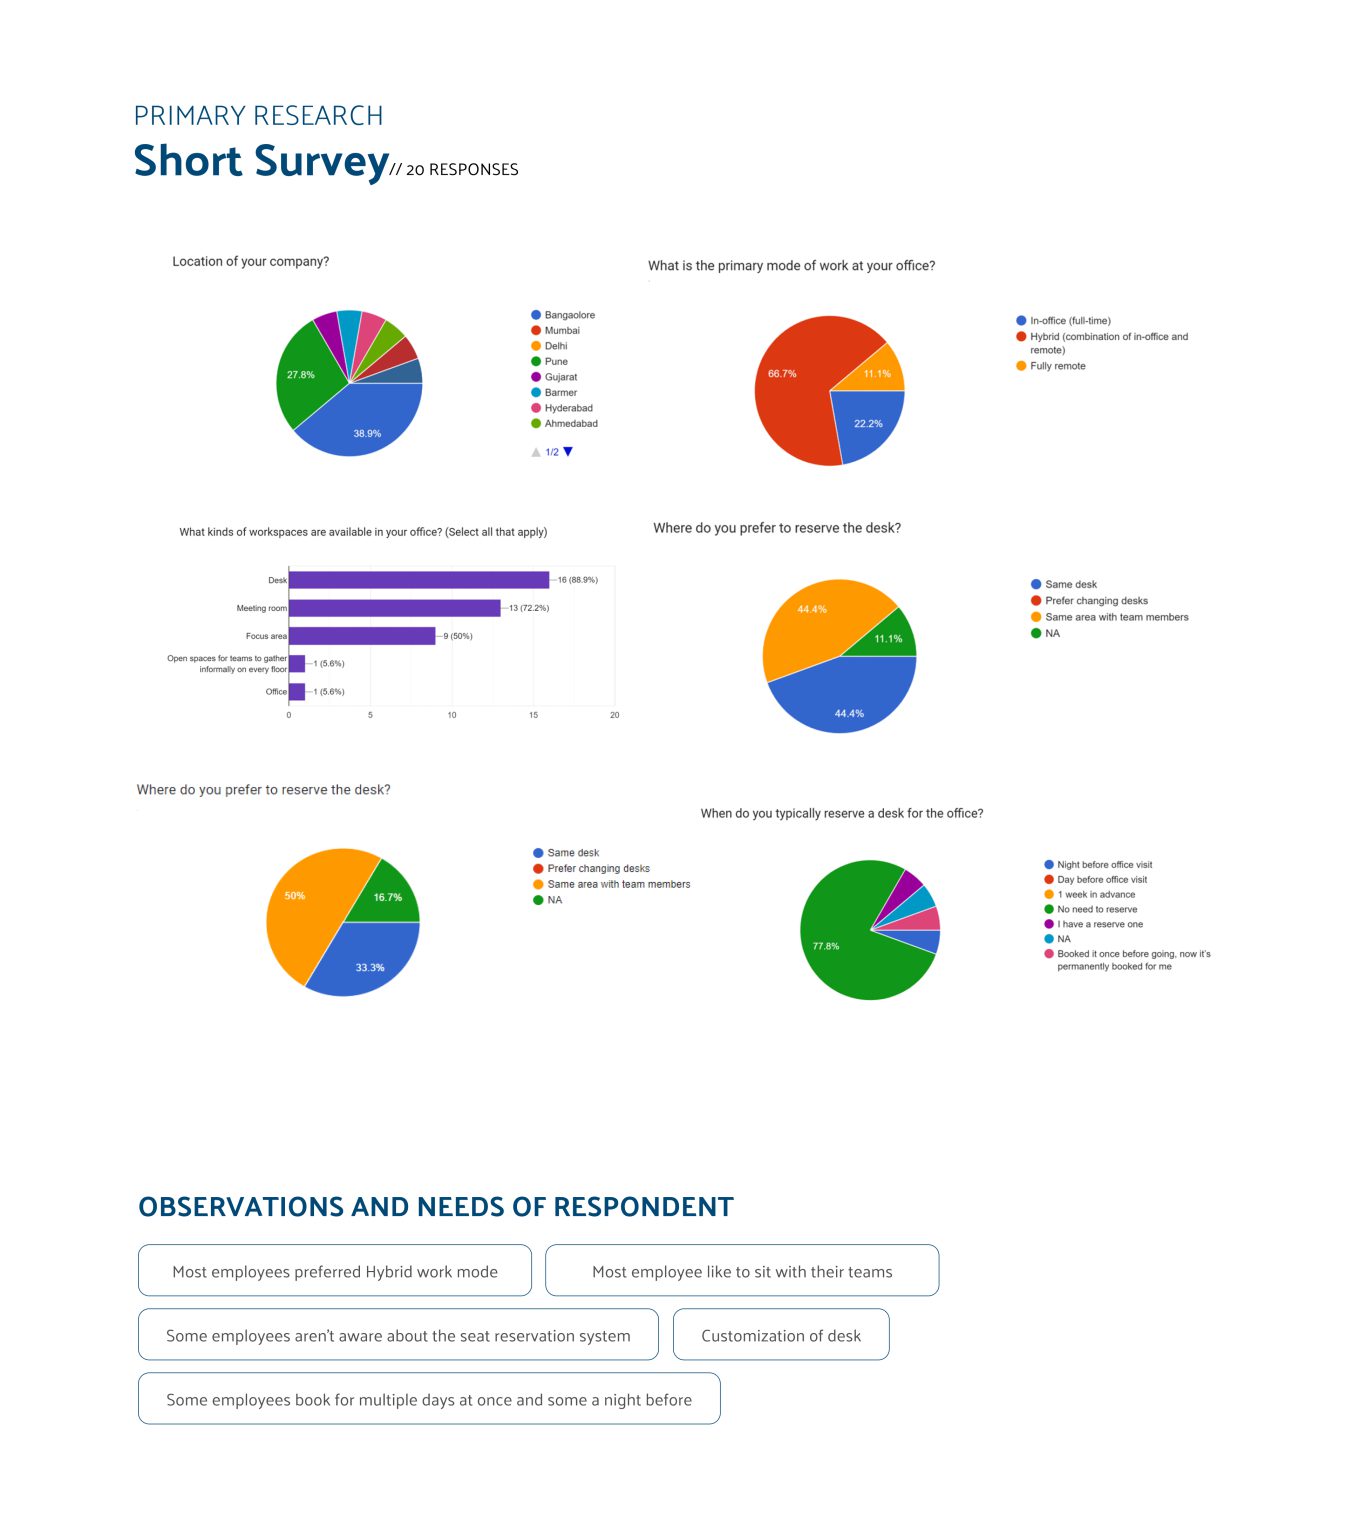 PRIMARY RESEARCH
Short Survey// 20 RESPONSES
Location of your company?
27.8%
38.9%
Bangaolore
Mumbai
Delhi
Pune
Gujarat
Barmer
Hyderabad
Ahmedabad
1/2
What is the primary mode of work at your office?
66.7%
11.1%
22.2%
In-office (full-time)
Hybrid (combination of in-office and
remote)
Fully remote
What kinds of workspaces are available in your office? (Select all that apply)
Desk
16 (88.9%)
Meeting room
13 (72.2%)
Focus area
9 (50%)
Open spaces for teams to gather
informally on every floor
1 (5.6%)
Office
1 (5.6%)
0 5 10 15 20
Where do you prefer to reserve the desk?
44.4%
11.1%
44.4%
Same desk
Prefer changing desks
Same area with team members
NA
Where do you prefer to reserve the desk?
50%
16.7%
33.3%
Same desk
Prefer changing desks
Same area with team members
NA
When do you typically reserve a desk for the office?
77.8%
Night before office visit
Day before office visit
1 week in advance
No need to reserve
I have a reserve one
NA
Booked it once before going, now it's
permanently booked for me
OBSERVATIONS AND NEEDS OF RESPONDENT
Most employees preferred Hybrid work mode
Most employee like to sit with their teams
Some employees aren't aware about the seat reservation system
Customization of desk
Some employees book for multiple days at once and some a night before